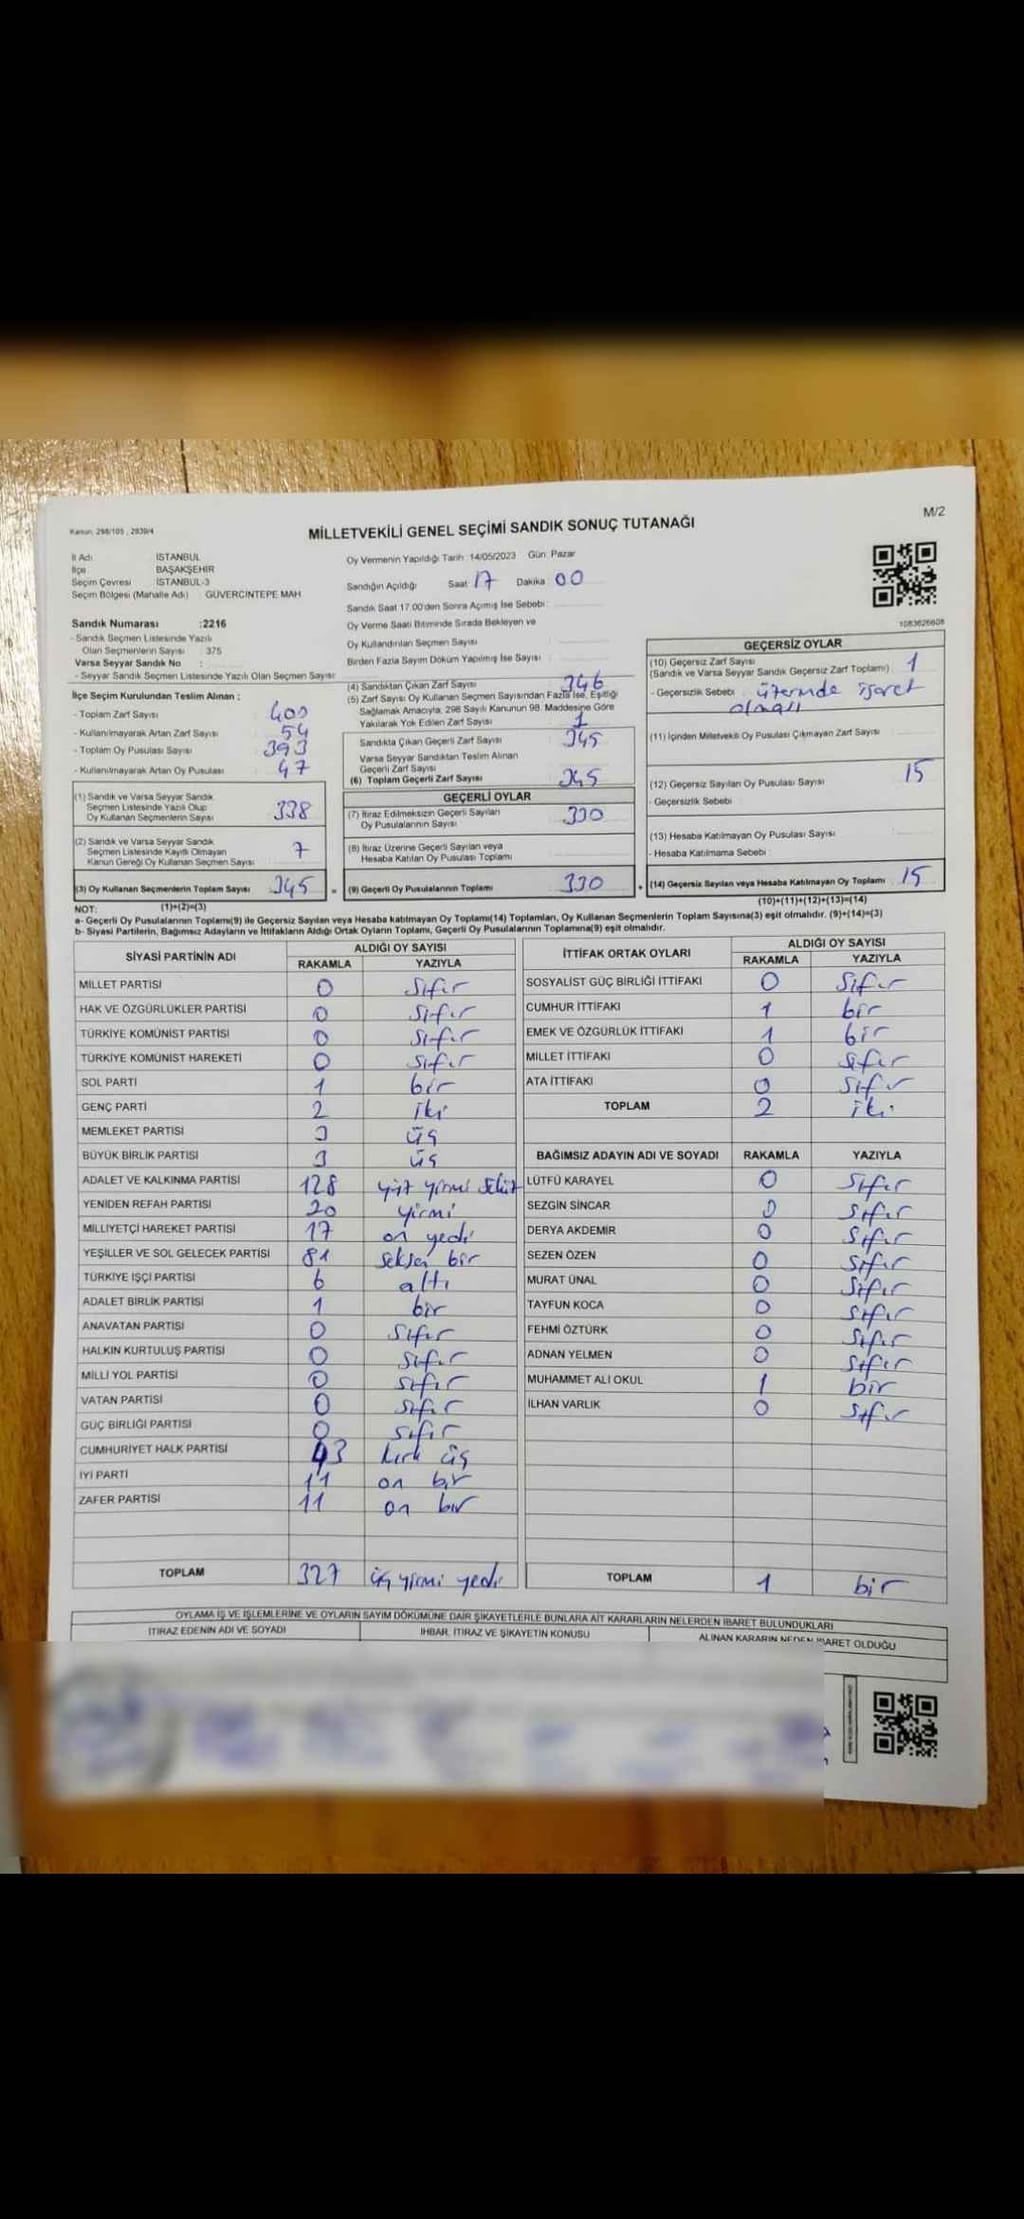 Kanun: 298/105 , 2839/4
MİLLETVEKİLİ GENEL SEÇİMİ SANDIK SONUÇ TUTANAĞI
M/2
İl Adı İSTANBUL
İlçe BAŞAKŞEHİR
Seçim Çevresi İSTANBUL-3
Seçim Bölgesi (Mahalle Adı) : GÜVERCİNTEPE MAH
Sandık Numarası :2216
- Sandık Seçmen Listesinde Yazılı
Olan Seçmenlerin Sayısı 375
Varsa Seyyar Sandık No :
- Seyyar Sandık Seçmen Listesinde Yazılı Olan Seçmen Sayısı
Oy Vermenin Yapıldığı Tarih: 14/05/2023 Gün: Pazar
Sandığın Açıldığı Saat 17 Dakika 00
Sandık Saat 17.00'den Sonra Açılmış İse Sebebi :
Oy Verme Saati Bitiminde Sırada Bekleyen ve
Oy Kullandırılan Seçmen Sayısı :
Birden Fazla Sayım Döküm Yapılmış İse Sayısı :
1083626608
İlçe Seçim Kurulundan Teslim Alınan :
- Toplam Zarf Sayısı : 400
- Kullanılmayarak Artan Zarf Sayısı : 54
- Toplam Oy Pusulası Sayısı : 393
- Kullanılmayarak Artan Oy Pusulası : 47
(1) Sandık ve Varsa Seyyar Sandık
Seçmen Listesinde Yazılı Olup
Oy Kullanan Seçmenlerin Sayısı 338
(2) Sandık ve Varsa Seyyar Sandık
Seçmen Listesinde Kayıtlı Olmayan
Kanun Gereği Oy Kullanan Seçmen Sayısı : 7
(3) Oy Kullanan Seçmenlerin Toplam Sayısı 345
(4) Sandıktan Çıkan Zarf Sayısı 346
(5) Zarf Sayısı Oy Kullanan Seçmen Sayısından Fazla İse, Eşitliği
Sağlamak Amacıyla, 298 Sayılı Kanunun 98. Maddesine Göre
Yakılarak Yok Edilen Zarf Sayısı 1
Sandıkta Çıkan Geçerli Zarf Sayısı 345
Varsa Seyyar Sandıktan Teslim Alınan
Geçerli Zarf Sayısı
(6) Toplam Geçerli Zarf Sayısı 345
GEÇERLİ OYLAR
(7) İtiraz Edilmeksizin Geçerli Sayılan
Oy Pusulalarının Sayısı 330
(8) İtiraz Üzerine Geçerli Sayılan veya
Hesaba Katılan Oy Pusulası Toplamı
= (9) Geçerli Oy Pusulalarının Toplamı 330
GEÇERSİZ OYLAR
(10) Geçersiz Zarf Sayısı 1
(Sandık ve Varsa Seyyar Sandık Geçersiz Zarf Toplamı)
- Geçersizlik Sebebi : üzerinde işaret
olması
(11) İçinden Milletvekili Oy Pusulası Çıkmayan Zarf Sayısı
(12) Geçersiz Sayılan Oy Pusulası Sayısı 15
- Geçersizlik Sebebi
(13) Hesaba Katılmayan Oy Pusulası Sayısı
- Hesaba Katılmama Sebebi :
+ (14) Geçersiz Sayılan veya Hesaba Katılmayan Oy Toplamı 15
NOT: (1)+(2)=(3) (10)+(11)+(12)+(13)=(14)
a- Geçerli Oy Pusulalarının Toplamı(9) ile Geçersiz Sayılan veya Hesaba katılmayan Oy Toplamı(14) Toplamları, Oy Kullanan Seçmenlerin Toplam Sayısına(3) eşit olmalıdır. (9)+(14)=(3)
b- Siyasi Partilerin, Bağımsız Adayların ve İttifakların Aldığı Ortak Oyların Toplamı, Geçerli Oy Pusulalarının Toplamına(9) eşit olmalıdır.
SİYASİ PARTİNİN ADI ALDIĞI OY SAYISI
RAKAMLA YAZIYLA
MİLLET PARTİSİ 0 sıfır
HAK VE ÖZGÜRLÜKLER PARTİSİ 0 sıfır
TÜRKİYE KOMÜNİST PARTİSİ 0 sıfır
TÜRKİYE KOMÜNİST HAREKETİ 0 sıfır
SOL PARTİ 1 bir
GENÇ PARTİ 2 iki
MEMLEKET PARTİSİ 3 üç
BÜYÜK BİRLİK PARTİSİ 3 üç
ADALET VE KALKINMA PARTİSİ 128 yüz yirmi sekiz
YENİDEN REFAH PARTİSİ 20 yirmi
MİLLİYETÇİ HAREKET PARTİSİ 17 on yedi
YEŞİLLER VE SOL GELECEK PARTİSİ 81 seksen bir
TÜRKİYE İŞÇİ PARTİSİ 6 altı
ADALET BİRLİK PARTİSİ 1 bir
ANAVATAN PARTİSİ 0 sıfır
HALKIN KURTULUŞ PARTİSİ 0 sıfır
MİLLİ YOL PARTİSİ 0 sıfır
VATAN PARTİSİ 0 sıfır
GÜÇ BİRLİĞİ PARTİSİ 0 sıfır
CUMHURİYET HALK PARTİSİ 43 kırk üç
İYİ PARTİ 11 on bir
ZAFER PARTİSİ 11 on bir
TOPLAM 327 üç yirmi yedi
İTTİFAK ORTAK OYLARI ALDIĞI OY SAYISI
RAKAMLA YAZIYLA
SOSYALİST GÜÇ BİRLİĞİ İTTİFAKI 0 sıfır
CUMHUR İTTİFAKI 1 bir
EMEK VE ÖZGÜRLÜK İTTİFAKI 1 bir
MİLLET İTTİFAKI 0 sıfır
ATA İTTİFAKI 0 sıfır
TOPLAM 2 iki
BAĞIMSIZ ADAYIN ADI VE SOYADI RAKAMLA YAZIYLA
LÜTFÜ KARAYEL 0 sıfır
SEZGİN SİNCAR 0 sıfır
DERYA AKDEMİR 0 sıfır
SEZEN ÖZEN 0 sıfır
MURAT ÜNAL 0 sıfır
TAYFUN KOCA 0 sıfır
FEHMİ ÖZTÜRK 0 sıfır
ADNAN YELMEN 0 sıfır
MUHAMMET ALİ OKUL 1 bir
İLHAN VARLIK 0 sıfır
TOPLAM 1 bir
OYLAMA İŞ VE İŞLEMLERİNE VE OYLARIN SAYIM DÖKÜMÜNE DAİR ŞİKAYETLERLE BUNLARA AİT KARARLARIN NELERDEN İBARET BULUNDUKLARI
İTİRAZ EDENİN ADI VE SOYADI İHBAR, İTİRAZ VE ŞİKAYETİN KONUSU ALINAN KARARIN NEDEN İBARET OLDUĞU